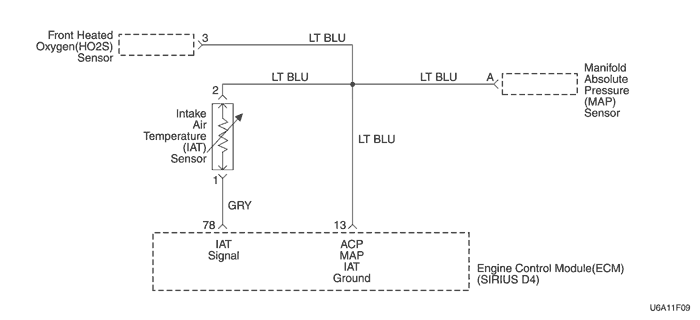 Front Heated
Oxygen(HO2S)
Sensor
3
LT BLU
LT BLU
LT BLU
A
Manifold
Absolute
Pressure
(MAP)
Sensor
2
Intake
Air
Temperature
(IAT)
Sensor
LT BLU
1
GRY
78
13
IAT
Signal
ACP
MAP
IAT
Ground
Engine Control Module(ECM)
(SIRIUS D4)
U6A11F09